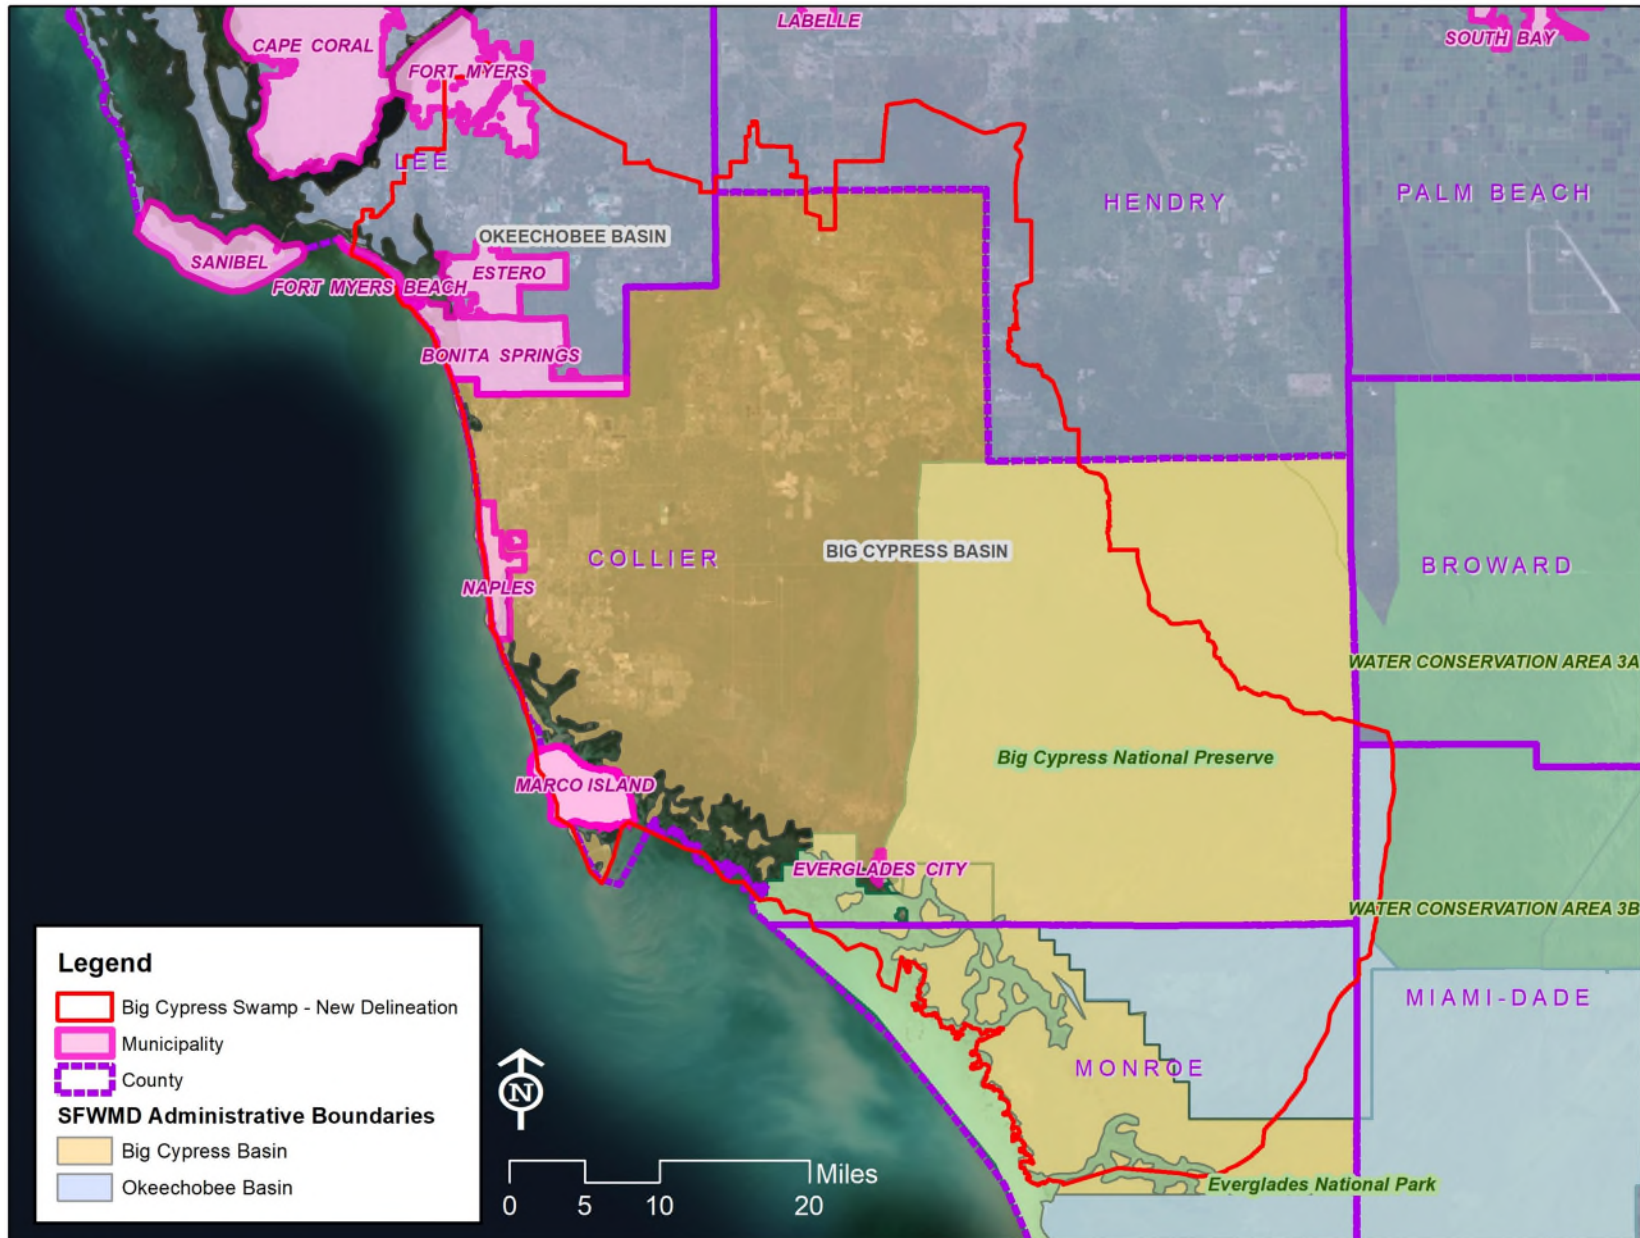 LABELLE
SOUTH BAY
CAPE CORAL
FORT MYERS
LEE
HENDRY
PALM BEACH
OKEECHOBEE BASIN
SANIBEL
ESTERO
FORT MYERS BEACH
BONITA SPRINGS
COLLIER
BIG CYPRESS BASIN
BROWARD
NAPLES
WATER CONSERVATION AREA 3A
Big Cypress National Preserve
MARCO ISLAND
EVERGLADES CITY
WATER CONSERVATION AREA 3B
MIAMI-DADE
MONROE
Everglades National Park
Legend
Big Cypress Swamp - New Delineation
Municipality
County
SFWMD Administrative Boundaries
Big Cypress Basin
Okeechobee Basin
N
Miles
0 5 10 20